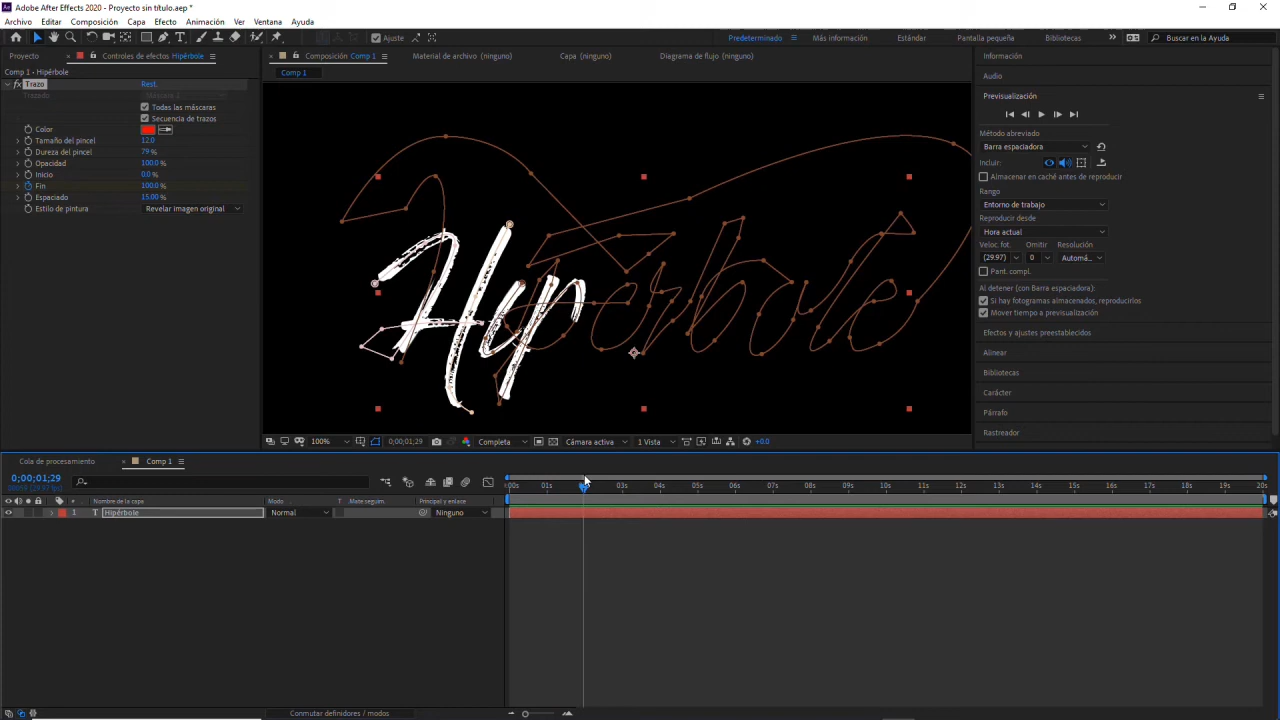 Adobe After Effects 2020 - Proyecto sin título.aep *
Archivo Editar Composición Capa Efecto Animación Ver Ventana Ayuda
Ajuste Predeterminado Más información Estándar Pantalla pequeña Bibliotecas Buscar en la Ayuda
Proyecto Controles de efectos Hipérbole Composición Comp 1 Material de archivo (ninguno) Capa (ninguno) Diagrama de flujo (ninguno) Información
Comp 1 - Hipérbole
Comp 1
Audio
fx Trazo Rest.
Trazado Máscara 1
Todas las máscaras
Secuencia de trazos
Color
Tamaño del pincel 12.0
Dureza del pincel 79 %
Opacidad 100.0 %
Inicio 0.0 %
Fin 100.0 %
Espaciado 15.00 %
Estilo de pintura Revelar imagen original
Previsualización
Método abreviado
Barra espaciadora
Incluir:
Almacenar en caché antes de reproducir
Rango
Entorno de trabajo
Reproducir desde
Hora actual
Veloc. fot. Omitir Resolución
(29.97) 0 Automá...
Pant. compl.
Al detener (con Barra espaciadora):
Si hay fotogramas almacenados, reproducirlos
Mover tiempo a previsualización
Efectos y ajustes preestablecidos
Alinear
Bibliotecas
Carácter
Párrafo
Rastreador
100% 0;00;01;29 Completa Cámara activa 1 Vista +0.0
Cola de procesamiento Comp 1
0;00;01;29
00059 (29.97 fps)
:00s 01s 02s 03s 04s 05s 06s 07s 08s 09s 10s 11s 12s 13s 14s 15s 16s 17s 18s 19s 20s
Nombre de la capa Modo T Mate seguim. Principal y enlace
1 T Hipérbole Normal Ninguno
Conmutar definidores / modos